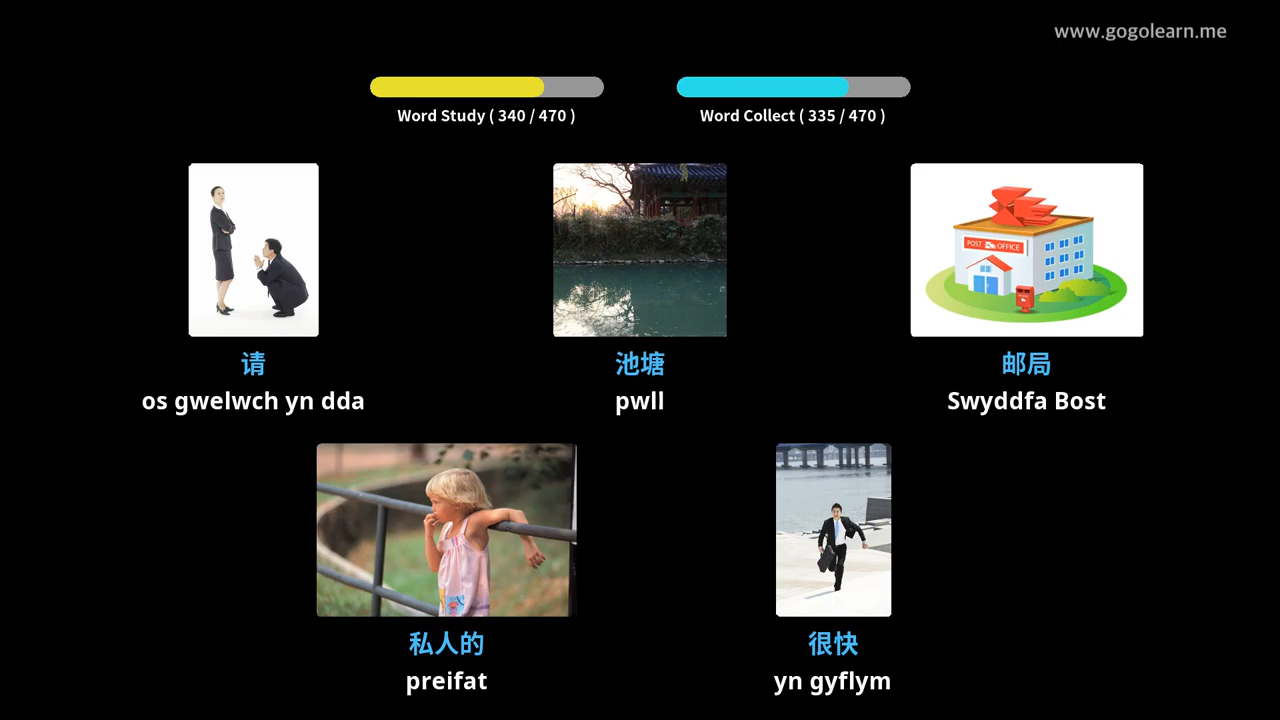 www.gogolearn.me
Word Study ( 340 / 470 )
Word Collect ( 335 / 470 )
POST OFFICE
请
池塘
邮局
os gwelwch yn dda
pwll
Swyddfa Bost
私人的
很快
preifat
yn gyflym